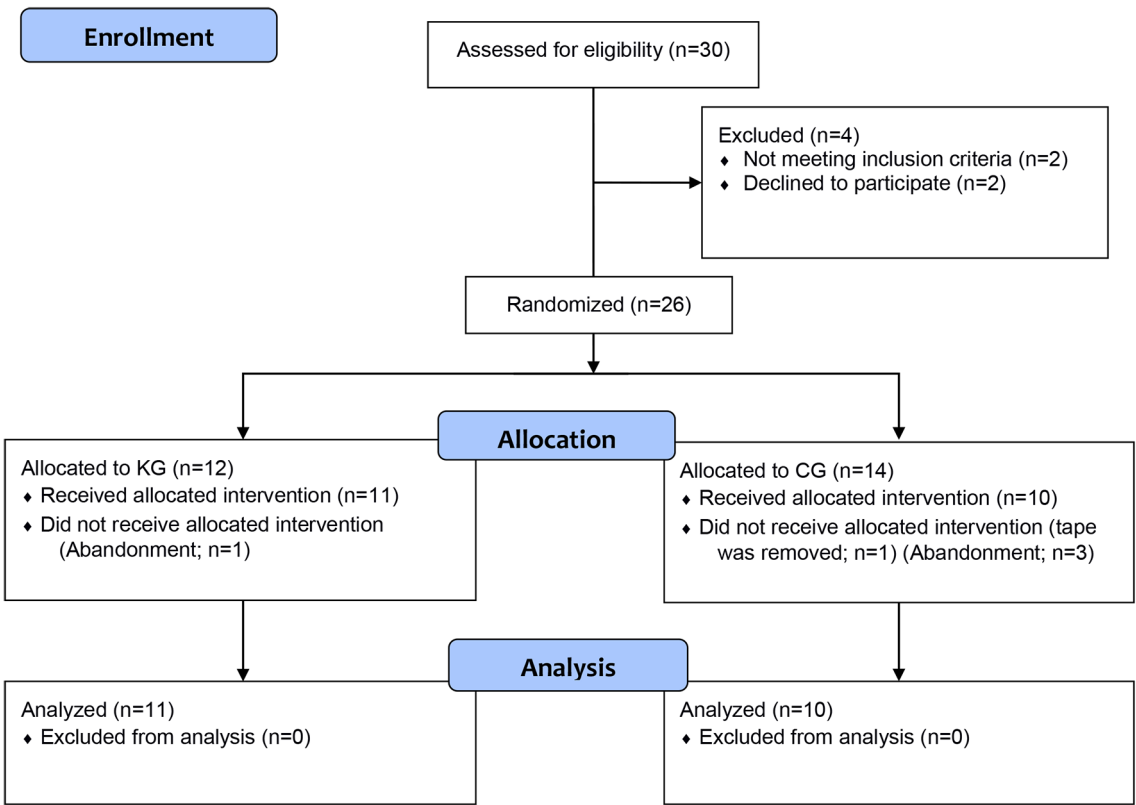 Enrollment
Assessed for eligibility (n=30)
Excluded (n=4)
♦ Not meeting inclusion criteria (n=2)
♦ Declined to participate (n=2)
Randomized (n=26)
Allocation
Allocated to KG (n=12)
♦ Received allocated intervention (n=11)
♦ Did not receive allocated intervention
(Abandonment; n=1)
Allocated to CG (n=14)
♦ Received allocated intervention (n=10)
♦ Did not receive allocated intervention (tape
was removed; n=1) (Abandonment; n=3)
Analysis
Analyzed (n=11)
♦ Excluded from analysis (n=0)
Analyzed (n=10)
♦ Excluded from analysis (n=0)